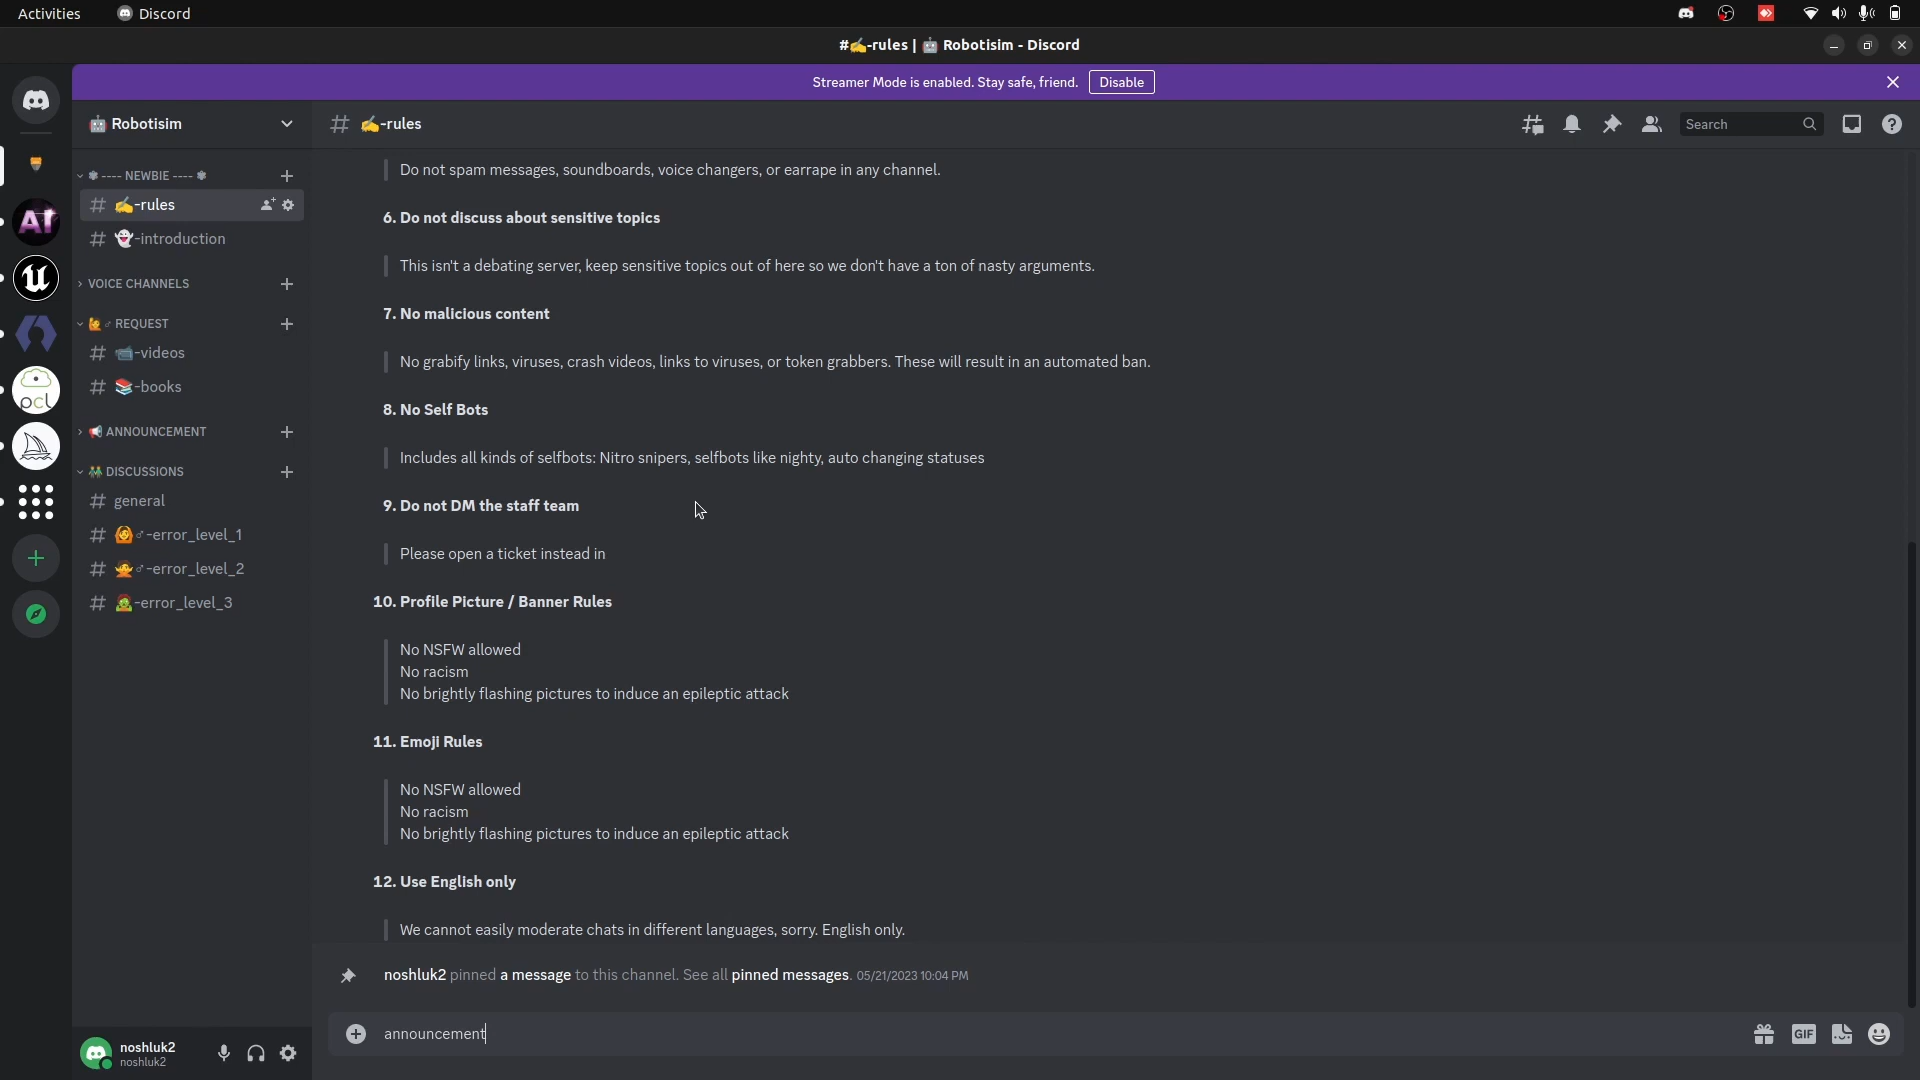 Activities
Discord
#✍-rules | 🤖 Robotisim - Discord
Streamer Mode is enabled. Stay safe, friend.
Disable
🤖 Robotisim
✍-rules
Search
✾ ---- NEWBIE ---- ✾
✍-rules
👻-introduction
VOICE CHANNELS
🙋♂ REQUEST
📹-videos
📚-books
📢 ANNOUNCEMENT
👬 DISCUSSIONS
general
🙆♂-error_level_1
🙅♂-error_level_2
🧟-error_level_3
AI
pcl
Do not spam messages, soundboards, voice changers, or earrape in any channel.
6. Do not discuss about sensitive topics
This isn't a debating server, keep sensitive topics out of here so we don't have a ton of nasty arguments.
7. No malicious content
No grabify links, viruses, crash videos, links to viruses, or token grabbers. These will result in an automated ban.
8. No Self Bots
Includes all kinds of selfbots: Nitro snipers, selfbots like nighty, auto changing statuses
9. Do not DM the staff team
Please open a ticket instead in
10. Profile Picture / Banner Rules
No NSFW allowed
No racism
No brightly flashing pictures to induce an epileptic attack
11. Emoji Rules
No NSFW allowed
No racism
No brightly flashing pictures to induce an epileptic attack
12. Use English only
We cannot easily moderate chats in different languages, sorry. English only.
noshluk2 pinned a message to this channel. See all pinned messages. 05/21/2023 10:04 PM
announcement
GIF
noshluk2
noshluk2